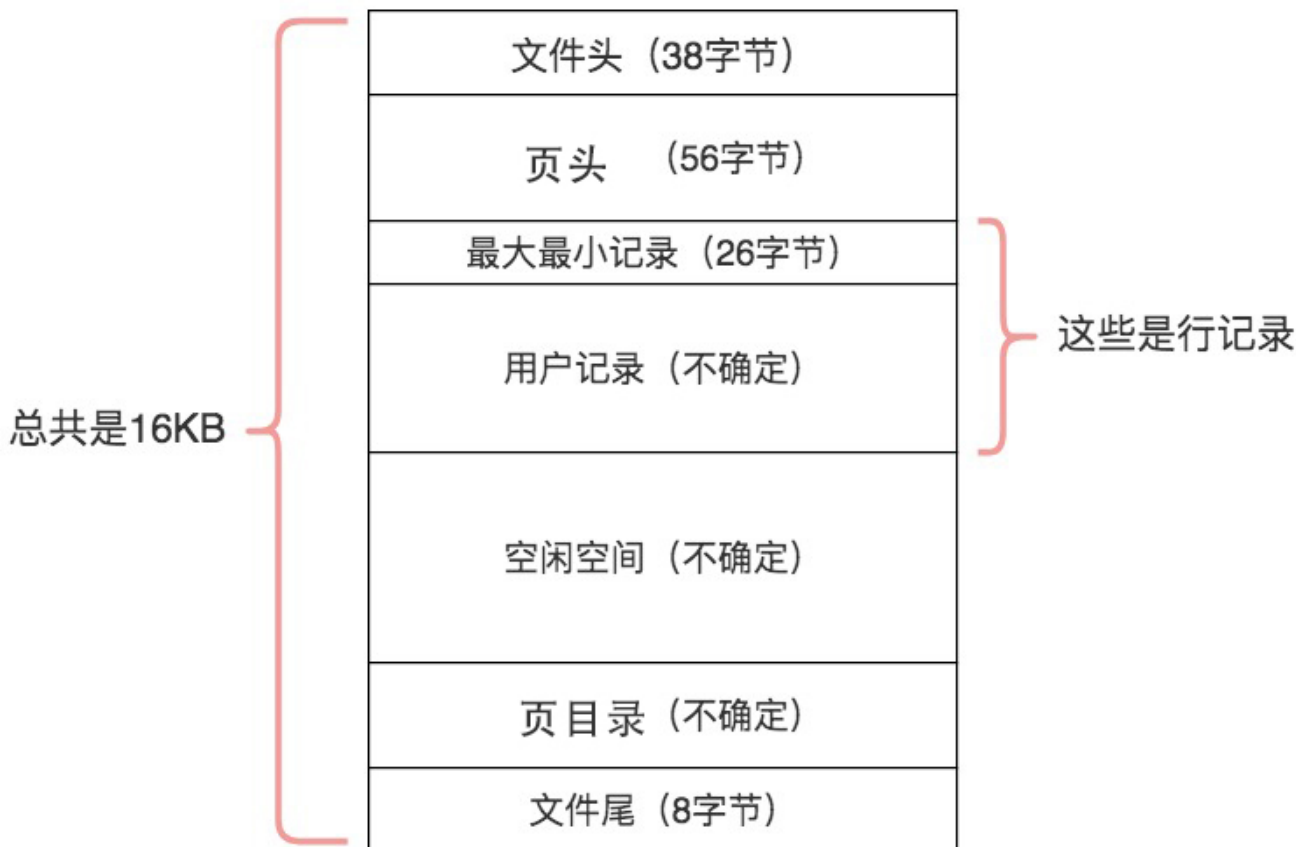 文件头（38字节）
页头 （56字节）
最大最小记录（26字节）
这些是行记录
用户记录（不确定）
总共是16KB
空闲空间（不确定）
页目录（不确定）
文件尾（8字节）